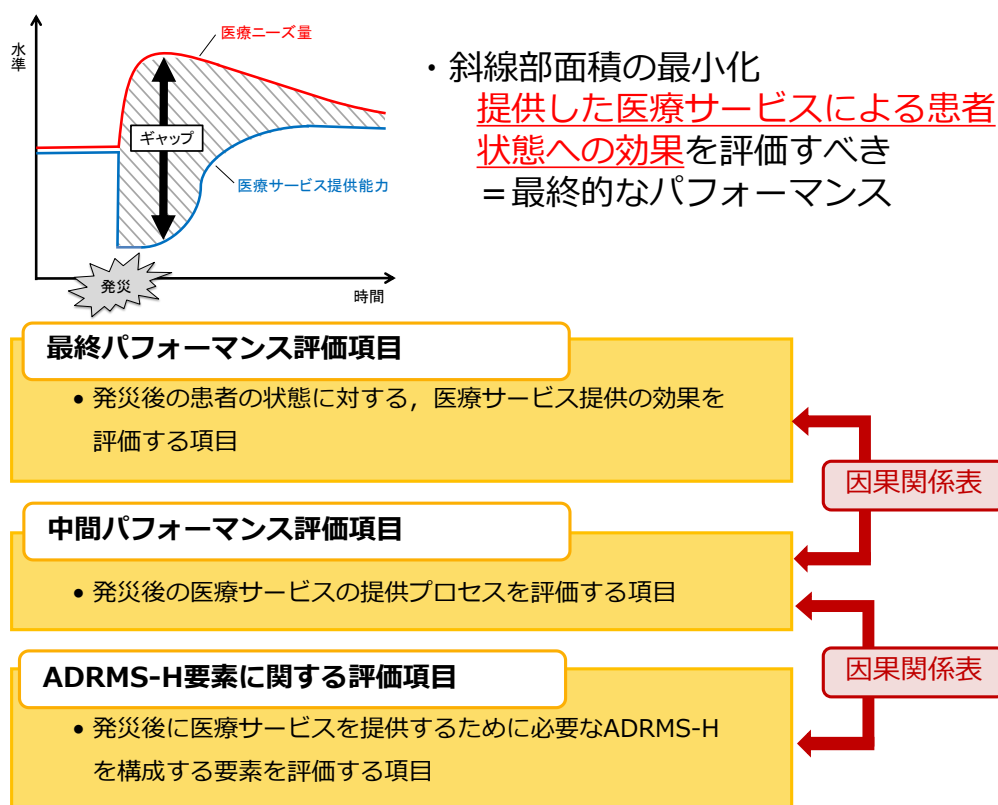 水準
医療ニーズ量
ギャップ
医療サービス提供能力
発災
時間
・斜線部面積の最小化
提供した医療サービスによる患者
状態への効果を評価すべき
＝最終的なパフォーマンス
最終パフォーマンス評価項目
• 発災後の患者の状態に対する，医療サービス提供の効果を
評価する項目
因果関係表
中間パフォーマンス評価項目
• 発災後の医療サービスの提供プロセスを評価する項目
因果関係表
ADRMS-H要素に関する評価項目
• 発災後に医療サービスを提供するために必要なADRMS-H
を構成する要素を評価する項目